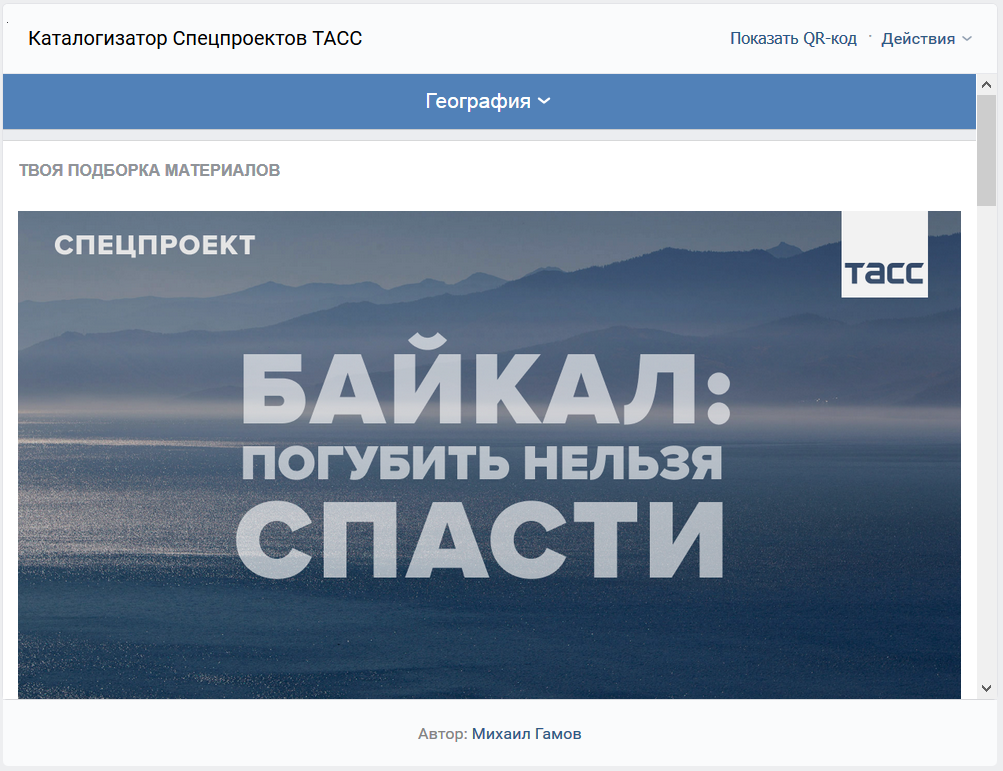 Каталогизатор Спецпроектов ТАСС
Показать QR-код · Действия
География
ТВОЯ ПОДБОРКА МАТЕРИАЛОВ
СПЕЦПРОЕКТ
ТАСС
БАЙКАЛ:
ПОГУБИТЬ НЕЛЬЗЯ
СПАСТИ
Автор: Михаил Гамов